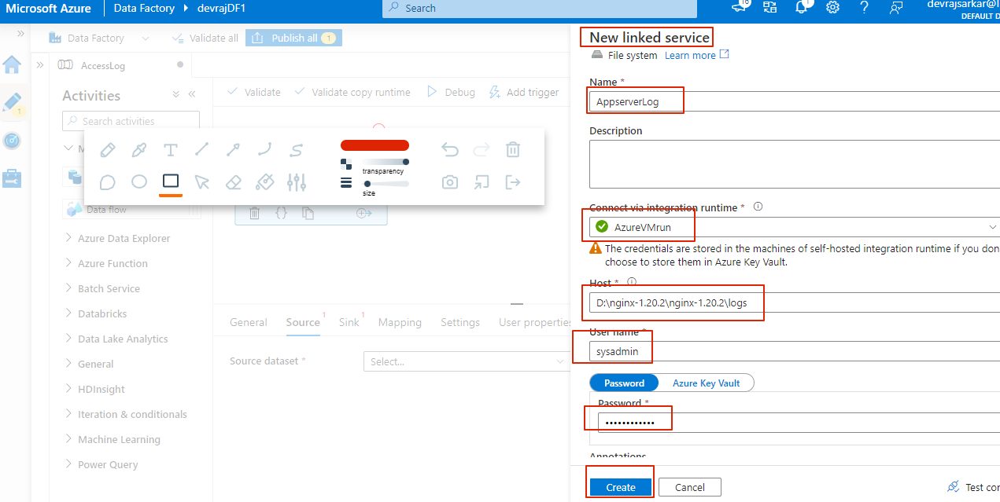 Microsoft Azure
Data Factory
devrajDF1
Search
16
1
devrajsarkar@
DEFAULT D
Data Factory
Validate all
Publish all
1
1
AccessLog
Activities
Search activities
M
Data flow
Azure Data Explorer
Azure Function
Batch Service
Databricks
Data Lake Analytics
General
HDInsight
Iteration & conditionals
Machine Learning
Power Query
Validate
Validate copy runtime
Debug
Add trigger
T
transparency
size
{}
General
Source 1
Sink 1
Mapping
Settings
User properties
Source dataset *
Select...
New linked service
File system
Learn more
Name *
AppserverLog
Description
Connect via integration runtime *
AzureVMrun
The credentials are stored in the machines of self-hosted integration runtime if you don
choose to store them in Azure Key Vault.
Host *
D:\nginx-1.20.2\nginx-1.20.2\logs
User name *
sysadmin
Password
Azure Key Vault
Password *
••••••••••••
Annotations
Create
Cancel
Test con